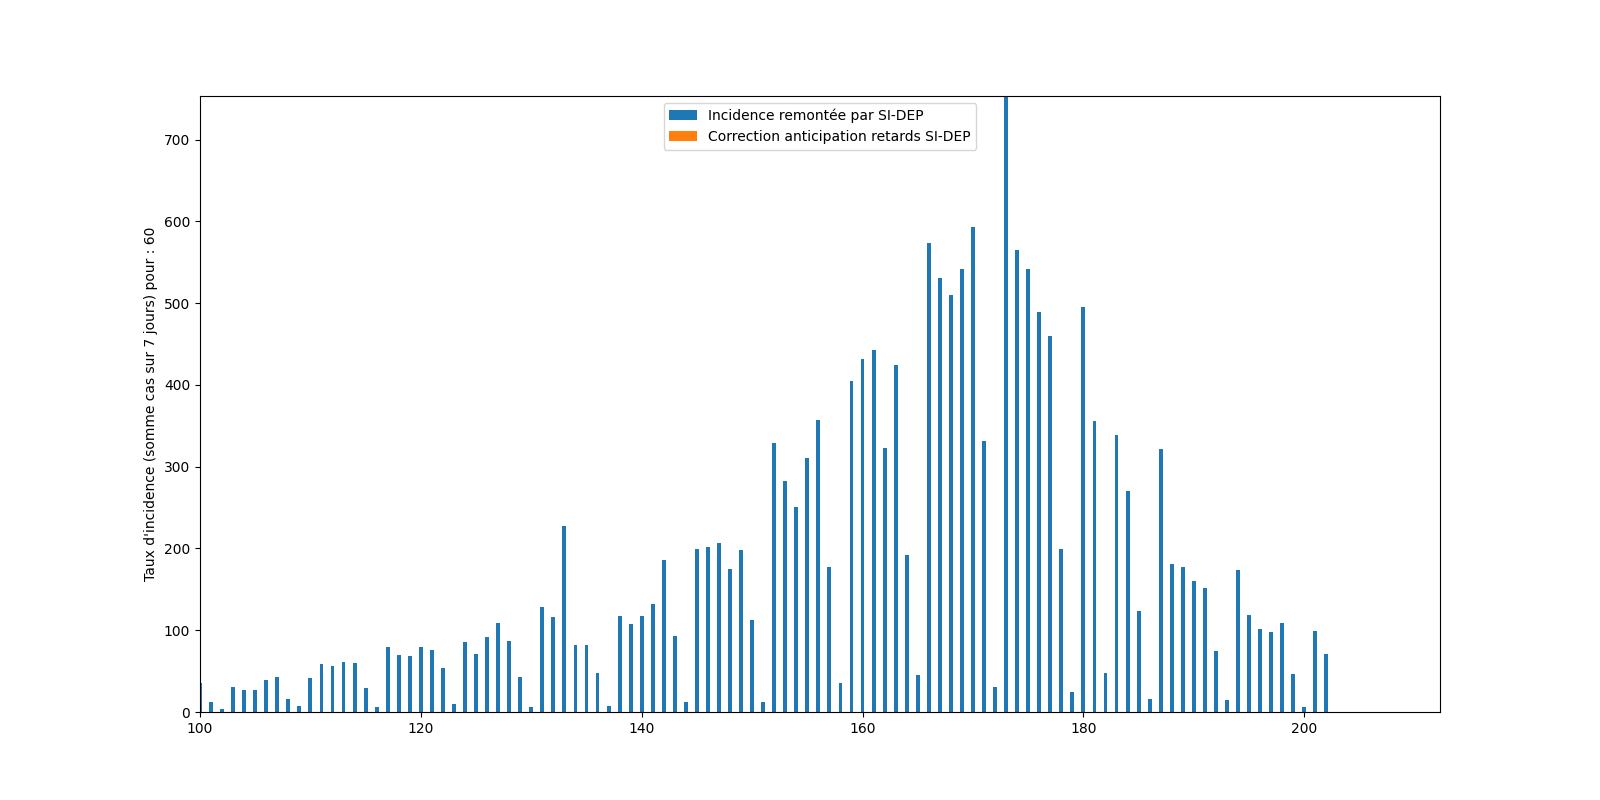 Incidence remontée par SI-DEP
Correction anticipation retards SI-DEP
Taux d'incidence (somme cas sur 7 jours) pour : 60
700
600
500
400
300
200
100
0
100 120 140 160 180 200